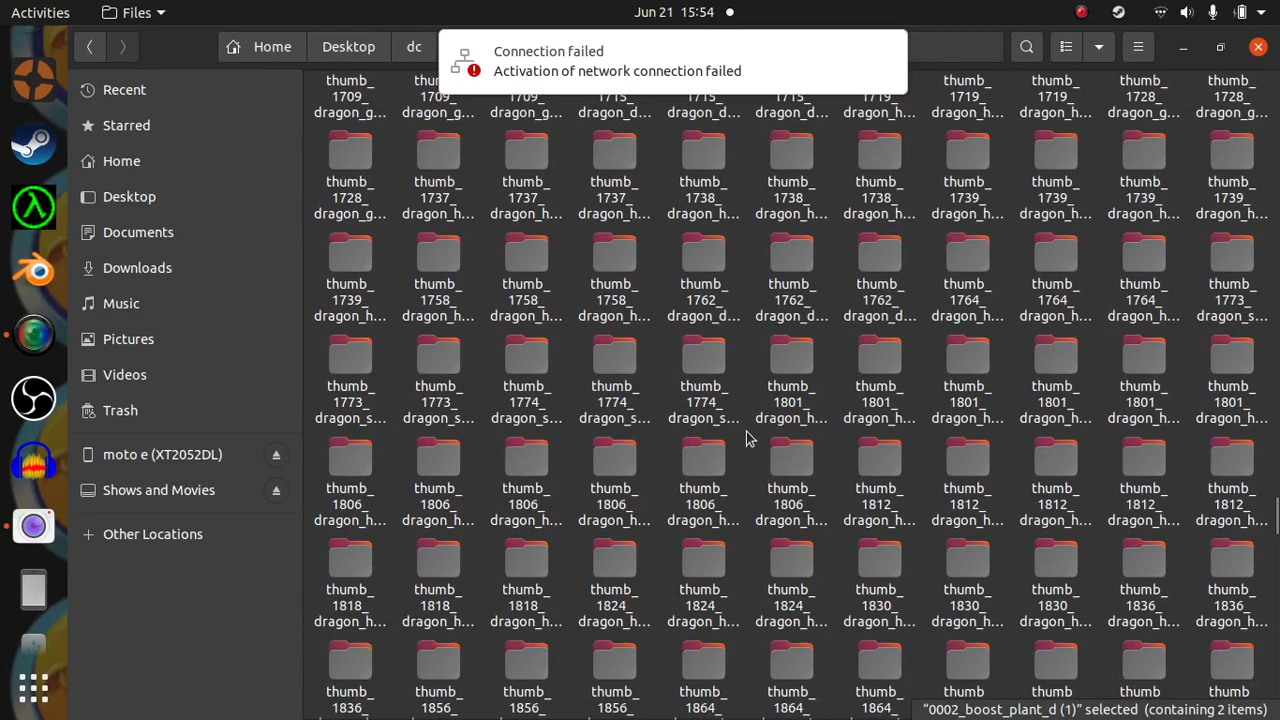 Activities Files Jun 21 15:54
Home Desktop dc
Connection failed
Activation of network connection failed
Recent
Starred
Home
Desktop
Documents
Downloads
Music
Pictures
Videos
Trash
moto e (XT2052DL)
Shows and Movies
Other Locations
1709_ 1709_ 1709_ 1715_ 1715_ 1715_ 1719_ 1719_ 1719_ 1728_ 1728_
dragon_g... dragon_g... dragon_g... dragon_d... dragon_d... dragon_d... dragon_h... dragon_h... dragon_h... dragon_g... dragon_g...
thumb_ thumb_ thumb_ thumb_ thumb_ thumb_ thumb_ thumb_ thumb_ thumb_ thumb_
1728_ 1737_ 1737_ 1737_ 1738_ 1738_ 1738_ 1739_ 1739_ 1739_ 1739_
dragon_g... dragon_h... dragon_h... dragon_h... dragon_h... dragon_h... dragon_h... dragon_h... dragon_h... dragon_h... dragon_h...
thumb_ thumb_ thumb_ thumb_ thumb_ thumb_ thumb_ thumb_ thumb_ thumb_ thumb_
1739_ 1758_ 1758_ 1758_ 1762_ 1762_ 1762_ 1764_ 1764_ 1764_ 1773_
dragon_h... dragon_h... dragon_h... dragon_h... dragon_d... dragon_d... dragon_d... dragon_h... dragon_h... dragon_h... dragon_s...
thumb_ thumb_ thumb_ thumb_ thumb_ thumb_ thumb_ thumb_ thumb_ thumb_ thumb_
1773_ 1773_ 1774_ 1774_ 1774_ 1801_ 1801_ 1801_ 1801_ 1801_ 1801_
dragon_s... dragon_s... dragon_s... dragon_s... dragon_s... dragon_h... dragon_h... dragon_h... dragon_h... dragon_h... dragon_h...
thumb_ thumb_ thumb_ thumb_ thumb_ thumb_ thumb_ thumb_ thumb_ thumb_ thumb_
1806_ 1806_ 1806_ 1806_ 1806_ 1806_ 1812_ 1812_ 1812_ 1812_ 1812_
dragon_h... dragon_h... dragon_h... dragon_h... dragon_h... dragon_h... dragon_h... dragon_h... dragon_h... dragon_h... dragon_h...
thumb_ thumb_ thumb_ thumb_ thumb_ thumb_ thumb_ thumb_ thumb_ thumb_ thumb_
1818_ 1818_ 1818_ 1824_ 1824_ 1824_ 1830_ 1830_ 1830_ 1836_ 1836_
dragon_h... dragon_h... dragon_h... dragon_h... dragon_h... dragon_h... dragon_h... dragon_h... dragon_h... dragon_h... dragon_h...
thumb_ thumb_ thumb_ thumb_ thumb_ thumb_ thumb_ thumb_ thumb_ thumb_ thumb_
1836_ 1856_ 1856_ 1856_ 1864_ 1864_ 1864_
"0002_boost_plant_d (1)" selected (containing 2 items)